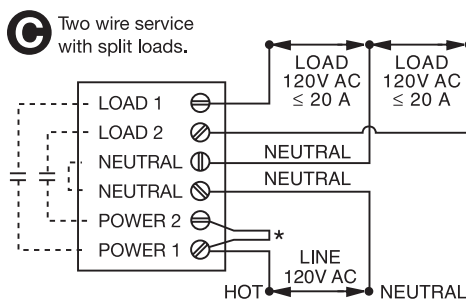 C
Two wire service
with split loads.
LOAD
120V AC
≤ 20 A
LOAD
120V AC
≤ 20 A
LOAD 1
LOAD 2
NEUTRAL
NEUTRAL
POWER 2
POWER 1
NEUTRAL
NEUTRAL
*
LINE
120V AC
HOT
NEUTRAL